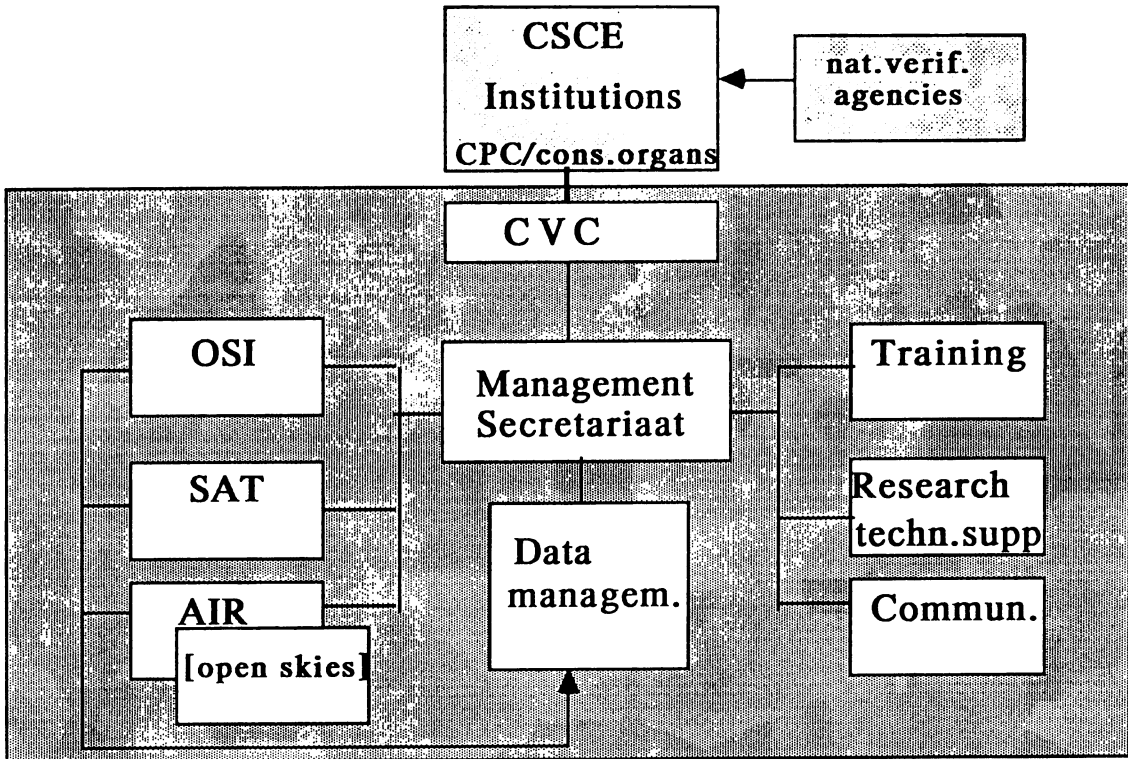 CSCE
Institutions
CPC/cons.organs
nat.verif.
agencies
CVC
OSI
SAT
AIR
[open skies]
Management
Secretariaat
Data
managem.
Training
Research
techn.supp
Commun.